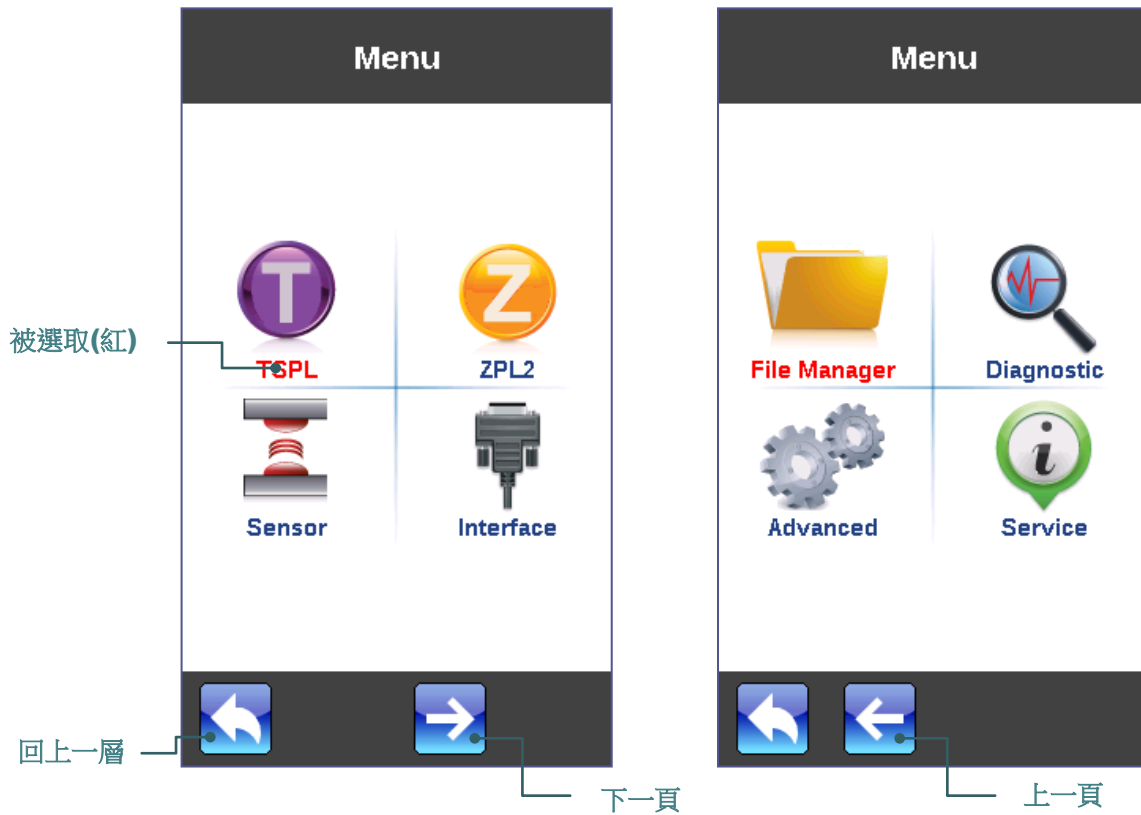 Menu
T
Z
被選取(紅)
TSPL
ZPL2
Sensor
Interface
回上一層
下一頁
Menu
File Manager
Diagnostic
i
Advanced
Service
上一頁